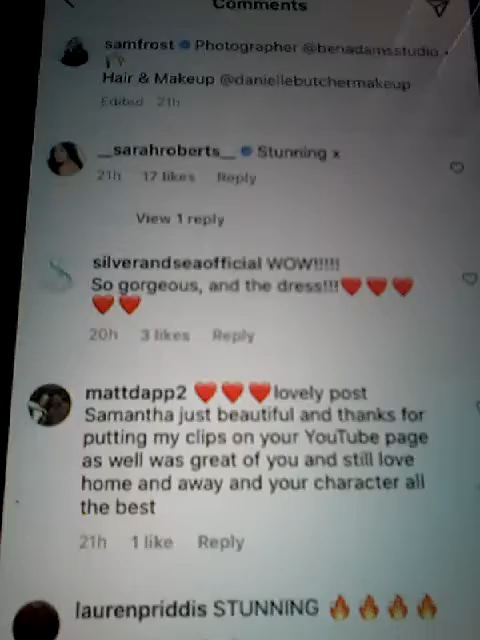 Comments
samfrost Photographer @benadamsstudio •
Hair & Makeup @daniellebutchermakeup
Edited 21h
__sarahroberts__ Stunning x
21h 17 likes Reply
View 1 reply
silverandseaofficial WOW!!!!!
So gorgeous, and the dress!!!❤️❤️❤️
❤️❤️
20h 3 likes Reply
mattdapp2 ❤️❤️❤️lovely post
Samantha just beautiful and thanks for
putting my clips on your YouTube page
as well was great of you and still love
home and away and your character all
the best
21h 1 like Reply
laurenpriddis STUNNING 🔥🔥🔥🔥